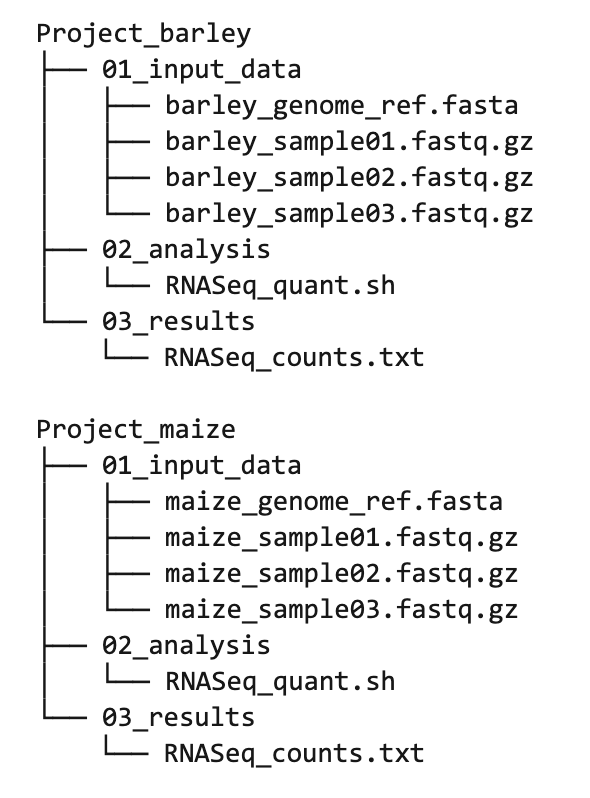 Project_barley
├── 01_input_data
│   ├── barley_genome_ref.fasta
│   ├── barley_sample01.fastq.gz
│   ├── barley_sample02.fastq.gz
│   └── barley_sample03.fastq.gz
├── 02_analysis
│   └── RNASeq_quant.sh
└── 03_results
    └── RNASeq_counts.txt

Project_maize
├── 01_input_data
│   ├── maize_genome_ref.fasta
│   ├── maize_sample01.fastq.gz
│   ├── maize_sample02.fastq.gz
│   └── maize_sample03.fastq.gz
├── 02_analysis
│   └── RNASeq_quant.sh
└── 03_results
    └── RNASeq_counts.txt